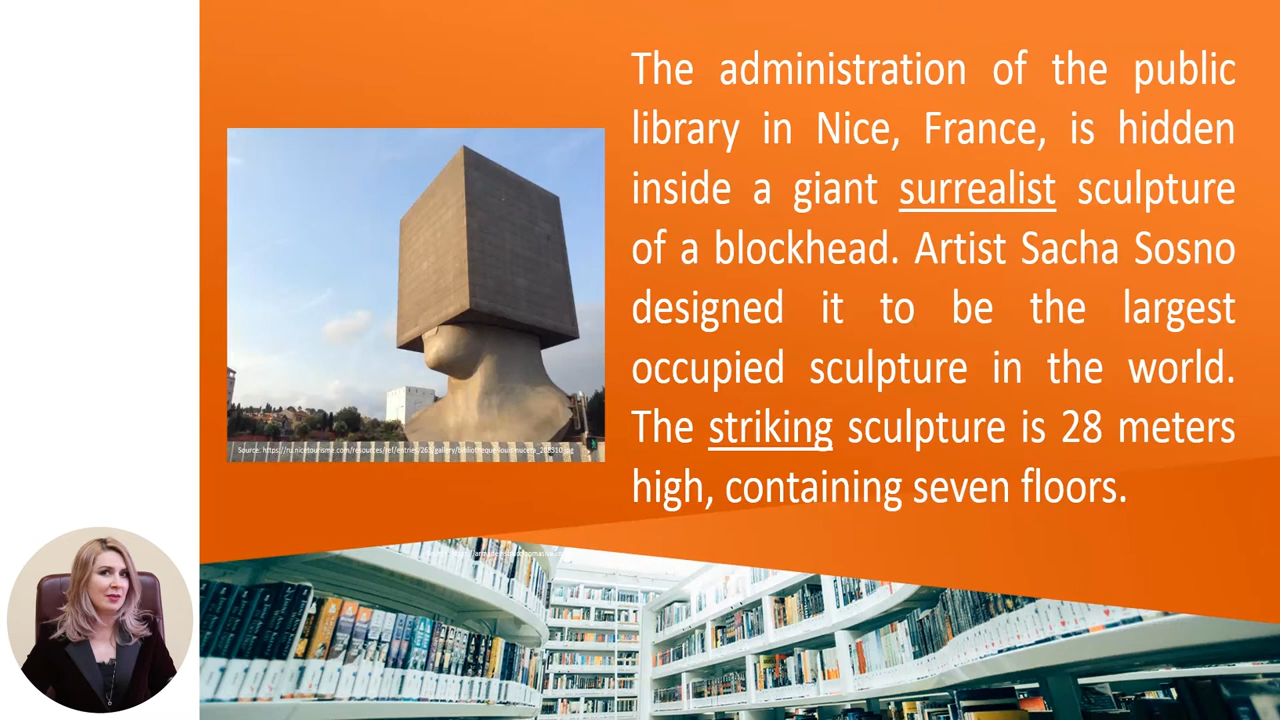 The administration of the public
library in Nice, France, is hidden
inside a giant surrealist sculpture
of a blockhead. Artist Sacha Sosno
designed it to be the largest
occupied sculpture in the world.
The striking sculpture is 28 meters
high, containing seven floors.